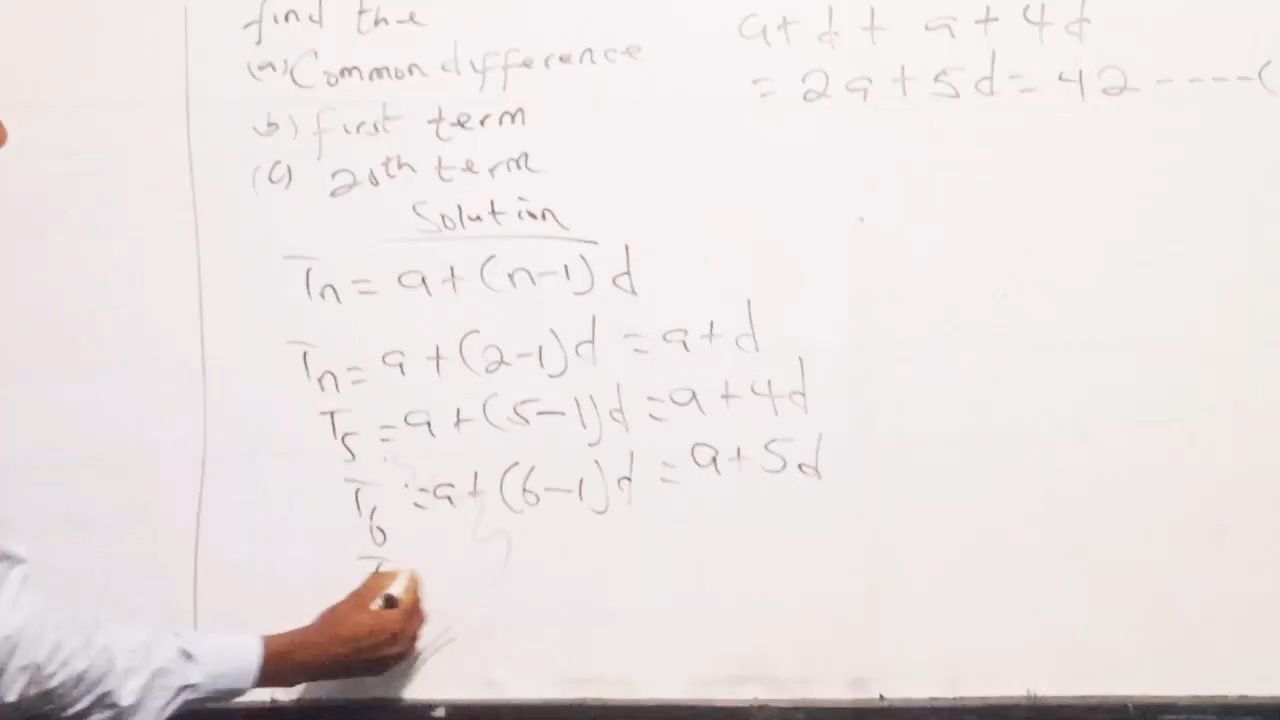 find the
(a) Common difference
b) first term
(c) 20th term
Solution
Tn = a + (n-1) d
Tn = a + (2-1)d = a + d
T5 = a + (5-1)d = a + 4d
T6 = a + (6-1)d = a + 5d
T
a + d + a + 4d
= 2a + 5d = 42 ----(